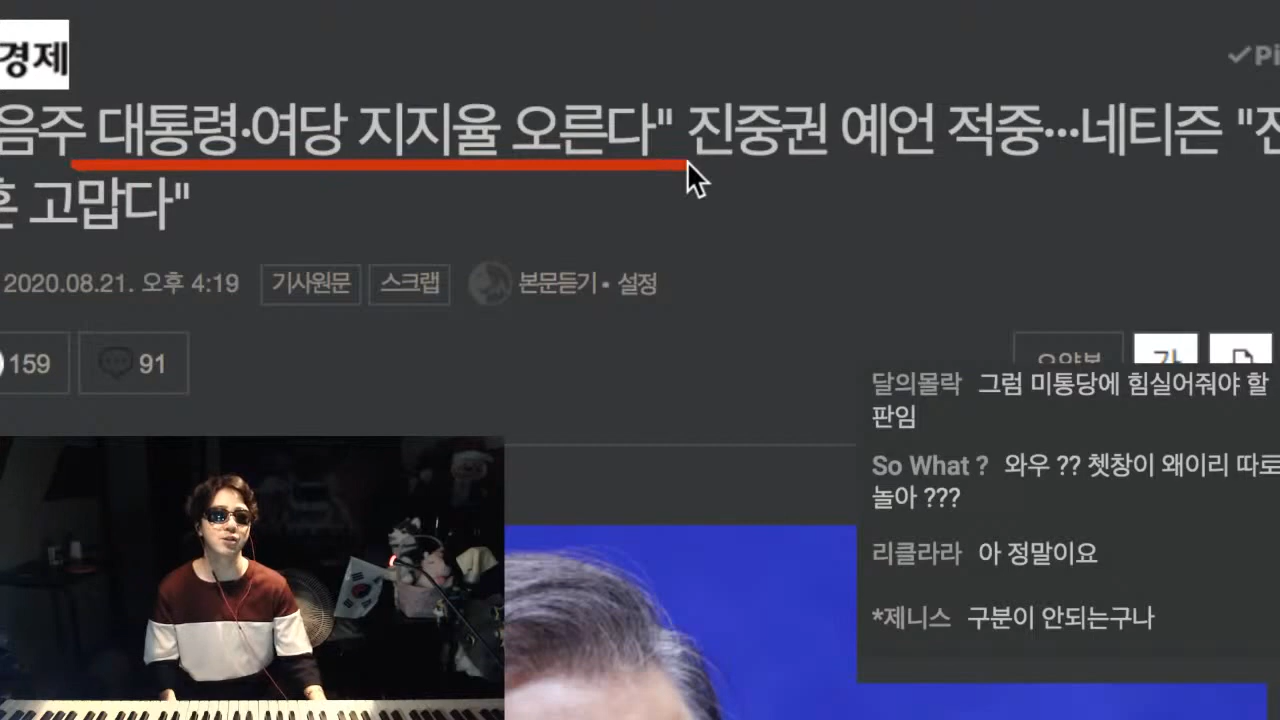 경제
음주 대통령·여당 지지율 오른다" 진중권 예언 적중…네티즌 "진
혼 고맙다"
2020.08.21. 오후 4:19 기사원문 스크랩 본문듣기 • 설정
159 91
요약봇 가
달의몰락 그럼 미통당에 힘실어줘야 할
판임
So What ? 와우 ?? 쳇창이 왜이리 따로
놀아 ???
리클라라 아 정말이요
*제니스 구분이 안되는구나